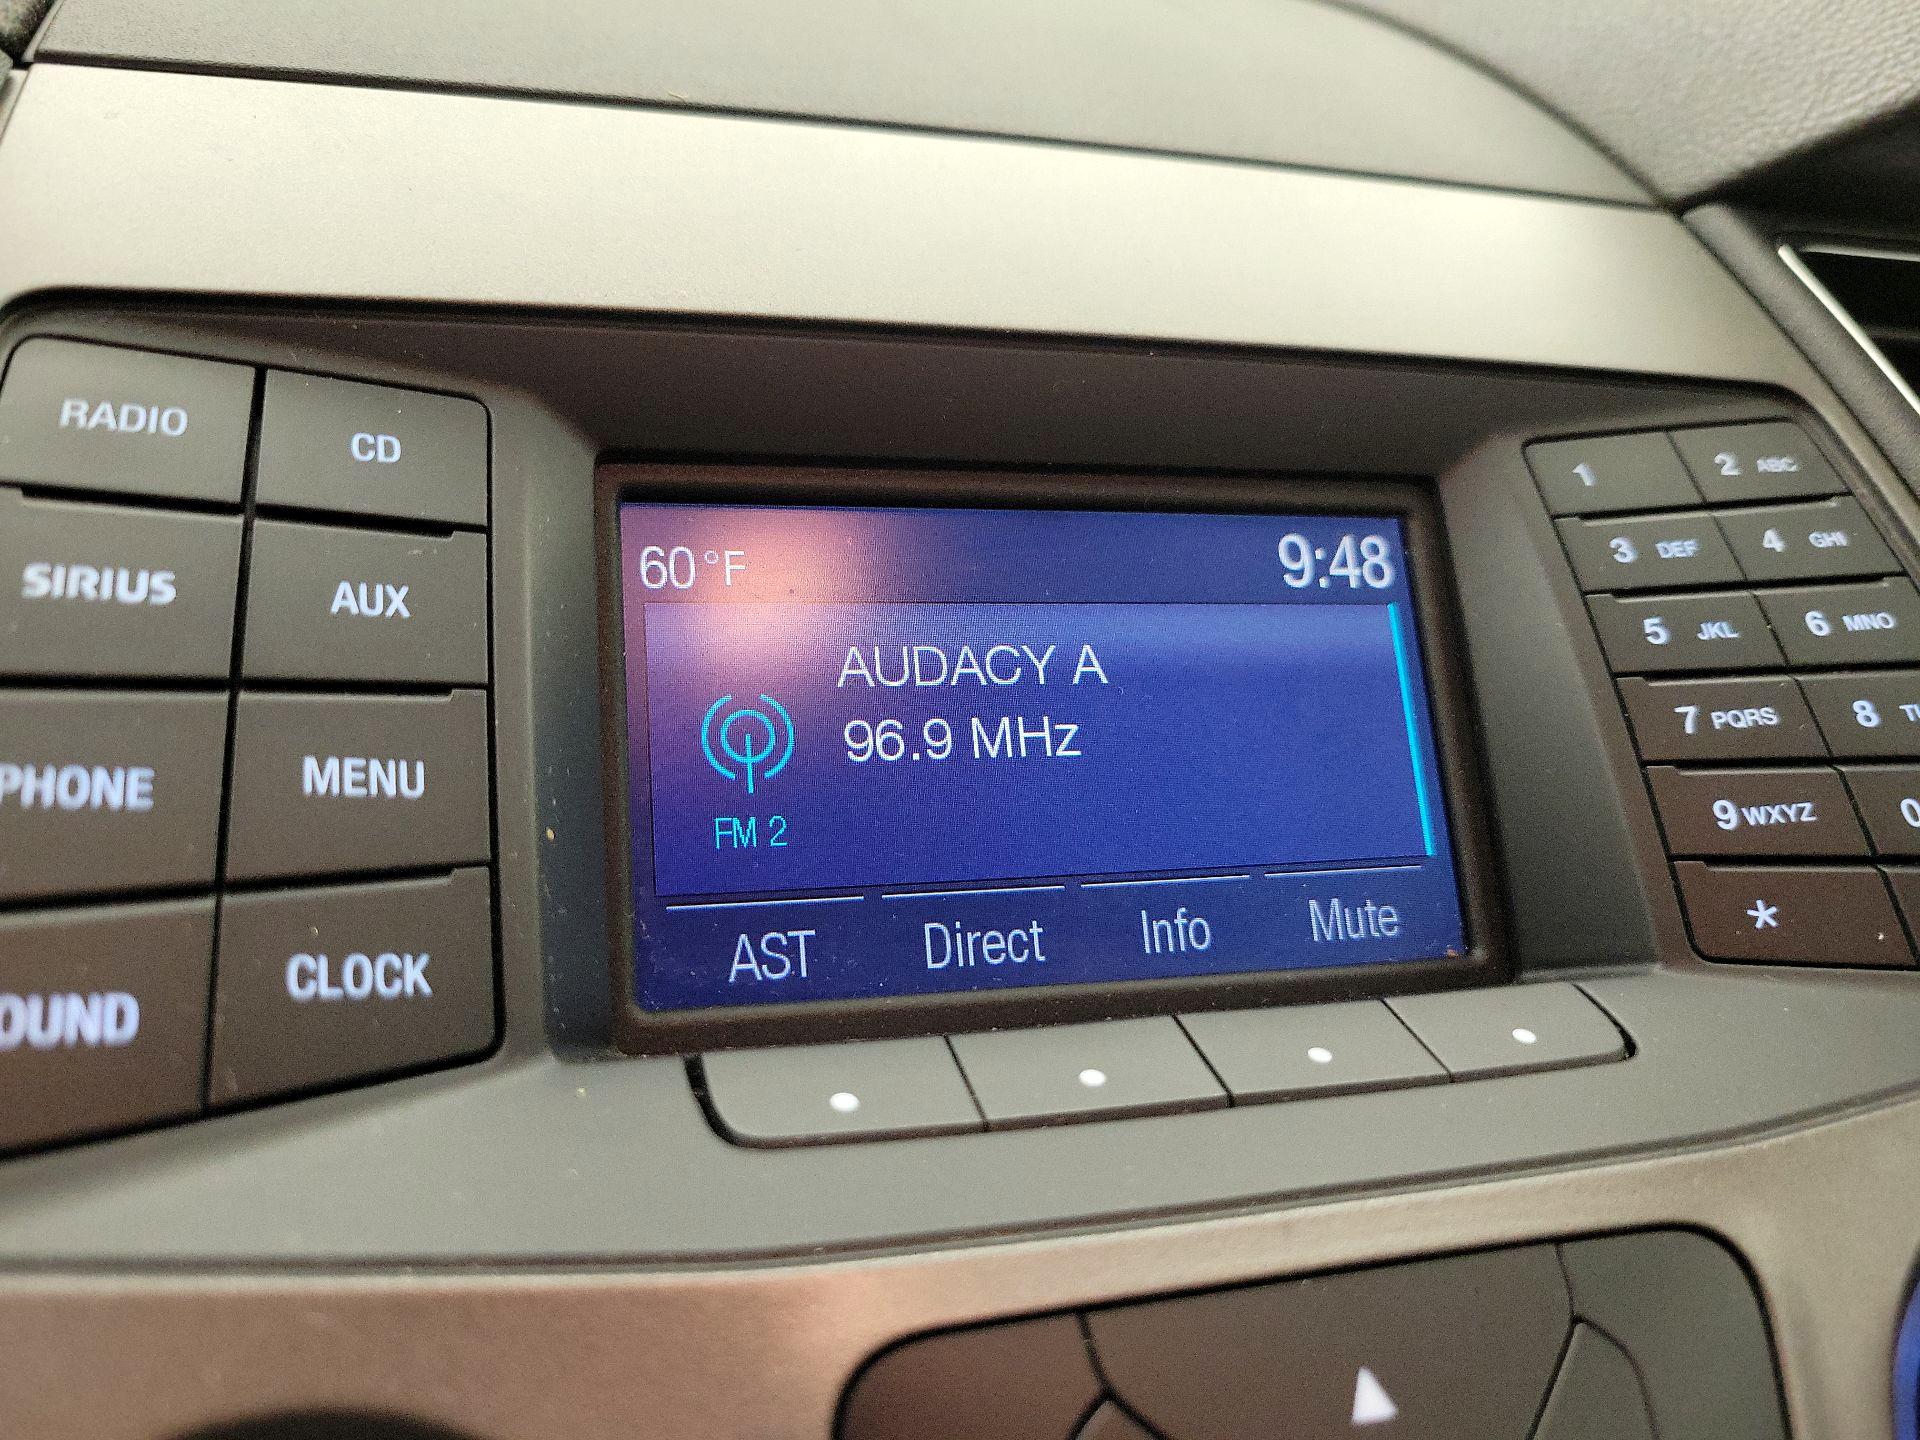 RADIO
CD
SIRIUS
AUX
PHONE
MENU
OUND
CLOCK
60°F
9:48
AUDACY A
96.9 MHz
FM 2
AST Direct Info Mute
1
2 ABC
3 DEF
4 GHI
5 JKL
6 MNO
7 PQRS
8 T
9 WXYZ
0
*